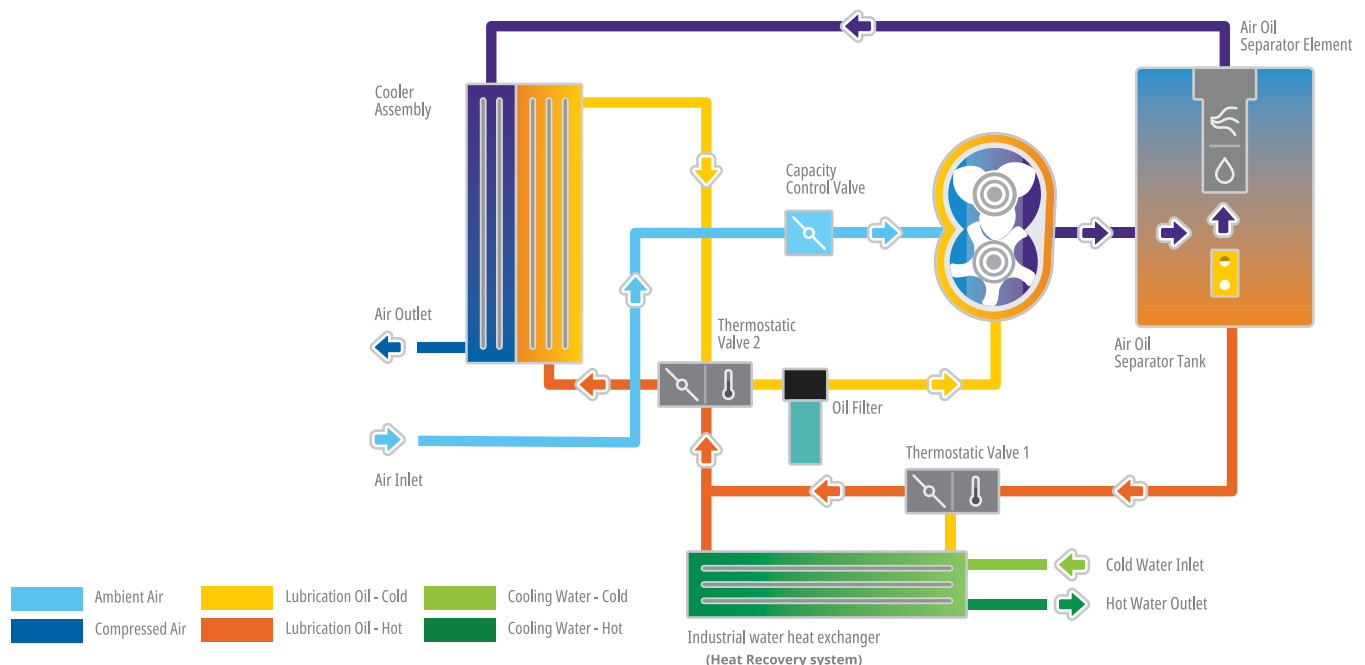 Air Oil
Separator Element
Cooler
Assembly
Capacity
Control Valve
Air Outlet
Thermostatic
Valve 2
Air Oil
Separator Tank
Oil Filter
Air Inlet
Thermostatic Valve 1
Cold Water Inlet
Hot Water Outlet
Ambient Air
Lubrication Oil - Cold
Cooling Water - Cold
Compressed Air
Lubrication Oil - Hot
Cooling Water - Hot
Industrial water heat exchanger
(Heat Recovery system)